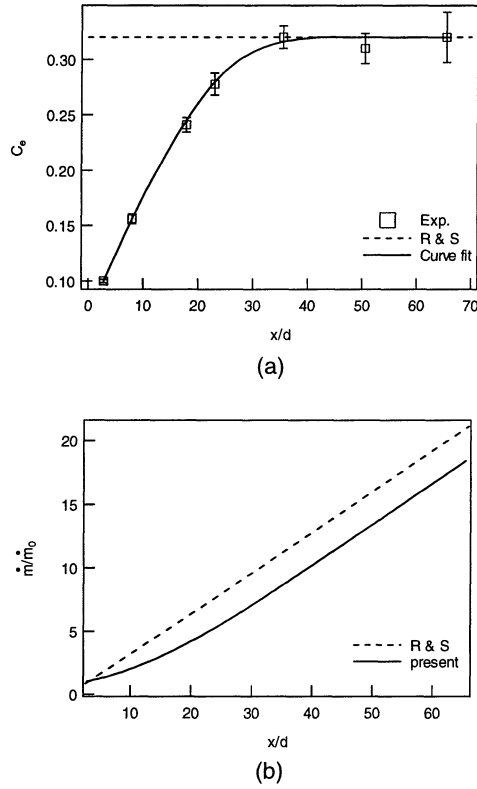 0.30
0.25
C_e
0.20
0.15
0.10
Exp.
R & S
Curve fit
0 10 20 30 40 50 60 70
x/d
(a)
20
15
ṁ/ṁ₀
10
5
0
R & S
present
10 20 30 40 50 60
x/d
(b)